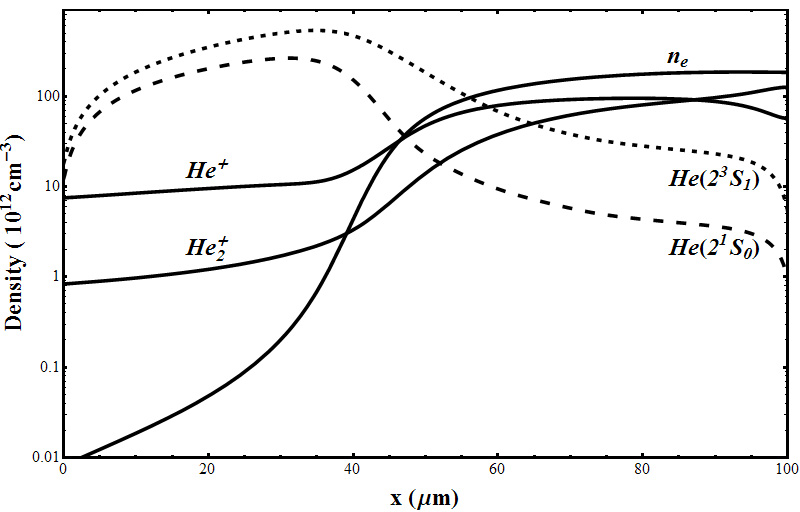 Density ( 10^12 cm^−3)
100
10
1
0.1
0.01
n_e
He^+
He_2^+
He(2^3S_1)
He(2^1S_0)
0 20 40 60 80 100
x (μm)